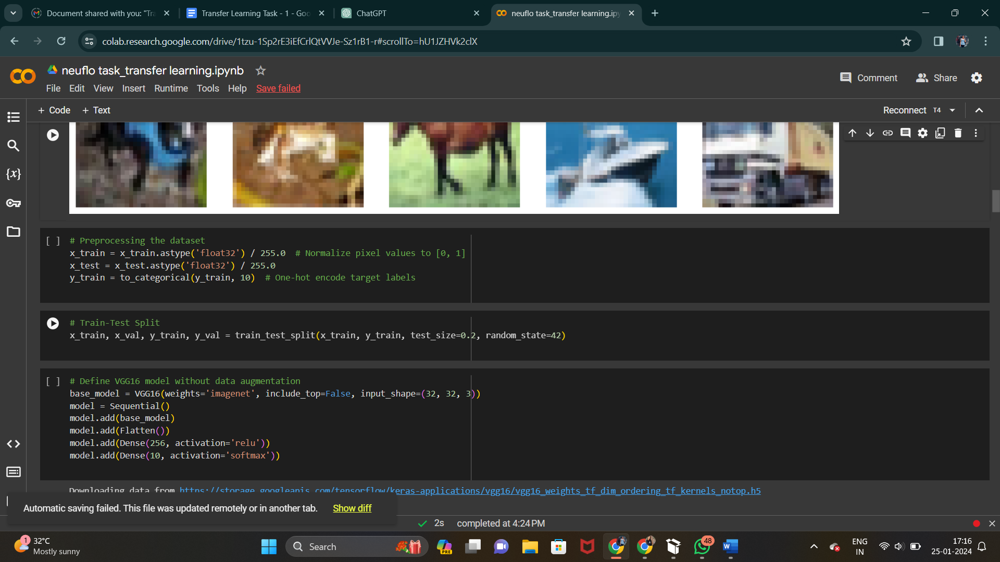 Document shared with you: "Tra
Transfer Learning Task - 1 - Goo
ChatGPT
neuflo task_transfer learning.ipy
colab.research.google.com/drive/1tzu-1Sp2rE3iEfCrlQtVVJe-Sz1rB1-r#scrollTo=hU1JZHVk2clX
neuflo task_transfer learning.ipynb
File Edit View Insert Runtime Tools Help Save failed
Comment Share
+ Code + Text
Reconnect T4
{x}
[ ] # Preprocessing the dataset
x_train = x_train.astype('float32') / 255.0 # Normalize pixel values to [0, 1]
x_test = x_test.astype('float32') / 255.0
y_train = to_categorical(y_train, 10) # One-hot encode target labels
# Train-Test Split
x_train, x_val, y_train, y_val = train_test_split(x_train, y_train, test_size=0.2, random_state=42)
[ ] # Define VGG16 model without data augmentation
base_model = VGG16(weights='imagenet', include_top=False, input_shape=(32, 32, 3))
model = Sequential()
model.add(base_model)
model.add(Flatten())
model.add(Dense(256, activation='relu'))
model.add(Dense(10, activation='softmax'))
Downloading data from https://storage.googleapis.com/tensorflow/keras-applications/vgg16/vgg16_weights_tf_dim_ordering_tf_kernels_notop.h5
Automatic saving failed. This file was updated remotely or in another tab. Show diff
2s completed at 4:24 PM
1
32°C
Mostly sunny
Search
PRE
48
ENG
IN
17:16
25-01-2024